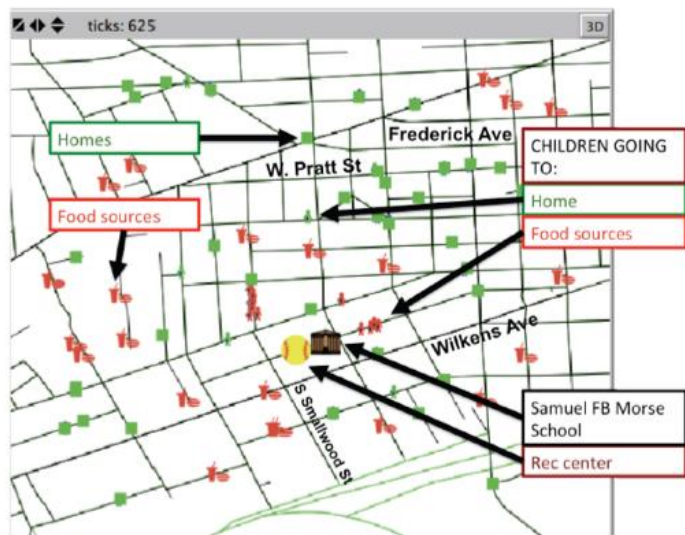 ticks: 625
3D
Homes
Frederick Ave
CHILDREN GOING
TO:
W. Pratt St
Home
Food sources
Food sources
Wilkens Ave
S Smallwood St
Samuel FB Morse
School
Rec center